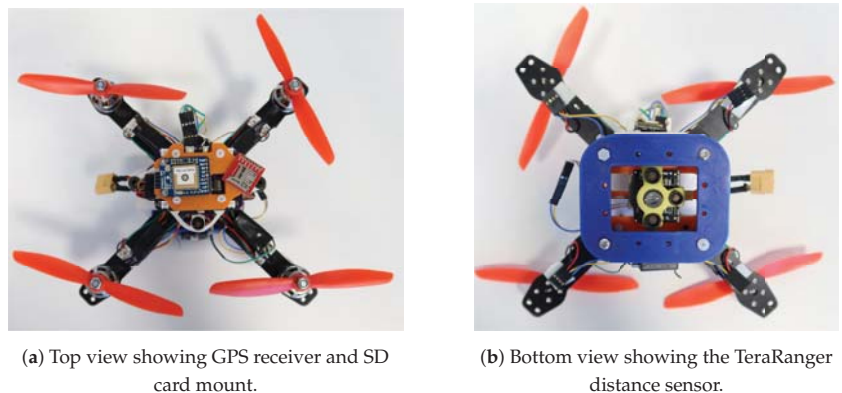 (a) Top view showing GPS receiver and SD
card mount.
(b) Bottom view showing the TeraRanger
distance sensor.